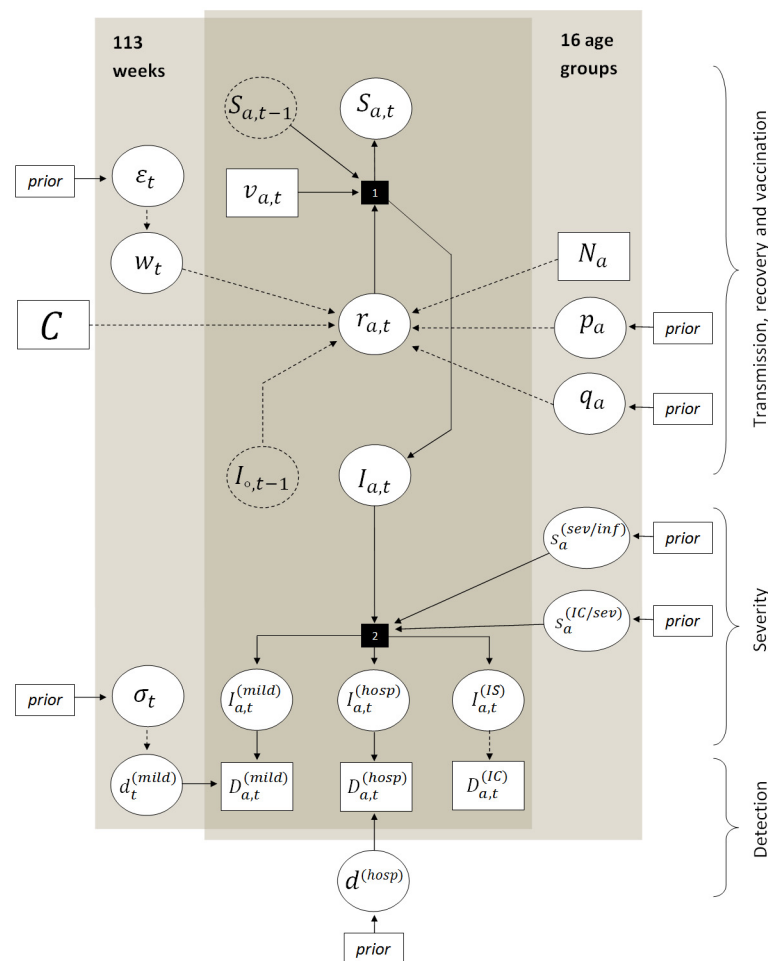 113
weeks
16 age
groups
S_{a,t−1}
S_{a,t}
prior
ε_t
v_{a,t}
1
w_t
N_a
C
r_{a,t}
p_a
prior
q_a
prior
I_{∘,t−1}
I_{a,t}
s_a^{(sev/inf)}
prior
s_a^{(IC/sev)}
prior
2
prior
σ_t
I_{a,t}^{(mild)}
I_{a,t}^{(hosp)}
I_{a,t}^{(IS)}
d_t^{(mild)}
D_{a,t}^{(mild)}
D_{a,t}^{(hosp)}
D_{a,t}^{(IC)}
d^{(hosp)}
prior
Transmission, recovery and vaccination
Severity
Detection